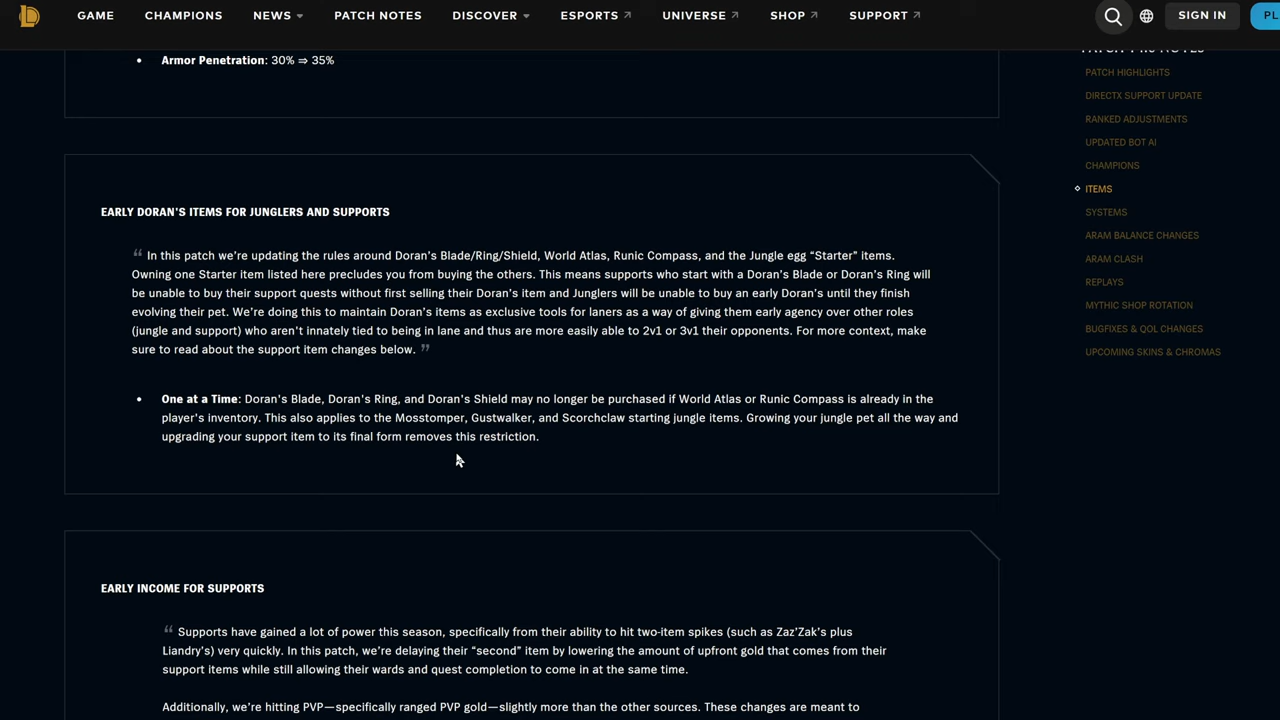 GAME CHAMPIONS NEWS PATCH NOTES DISCOVER ESPORTS UNIVERSE SHOP SUPPORT SIGN IN PL
Armor Penetration: 30% ⇒ 35%
EARLY DORAN'S ITEMS FOR JUNGLERS AND SUPPORTS
“ In this patch we’re updating the rules around Doran’s Blade/Ring/Shield, World Atlas, Runic Compass, and the Jungle egg “Starter” items.
Owning one Starter item listed here precludes you from buying the others. This means supports who start with a Doran’s Blade or Doran’s Ring will
be unable to buy their support quests without first selling their Doran’s item and Junglers will be unable to buy an early Doran’s until they finish
evolving their pet. We’re doing this to maintain Doran’s items as exclusive tools for laners as a way of giving them early agency over other roles
(jungle and support) who aren't innately tied to being in lane and thus are more easily able to 2v1 or 3v1 their opponents. For more context, make
sure to read about the support item changes below. ”
• One at a Time: Doran’s Blade, Doran’s Ring, and Doran’s Shield may no longer be purchased if World Atlas or Runic Compass is already in the
player’s inventory. This also applies to the Mosstomper, Gustwalker, and Scorchclaw starting jungle items. Growing your jungle pet all the way and
upgrading your support item to its final form removes this restriction.
EARLY INCOME FOR SUPPORTS
“ Supports have gained a lot of power this season, specifically from their ability to hit two-item spikes (such as Zaz’Zak’s plus
Liandry’s) very quickly. In this patch, we’re delaying their “second” item by lowering the amount of upfront gold that comes from their
support items while still allowing their wards and quest completion to come in at the same time.
Additionally, we’re hitting PVP—specifically ranged PVP gold—slightly more than the other sources. These changes are meant to
PATCH HIGHLIGHTS
DIRECTX SUPPORT UPDATE
RANKED ADJUSTMENTS
UPDATED BOT AI
CHAMPIONS
ITEMS
SYSTEMS
ARAM BALANCE CHANGES
ARAM CLASH
REPLAYS
MYTHIC SHOP ROTATION
BUGFIXES & QOL CHANGES
UPCOMING SKINS & CHROMAS